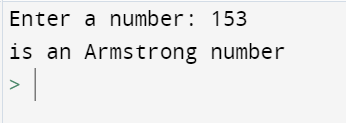 Enter a number: 153
is an Armstrong number
>